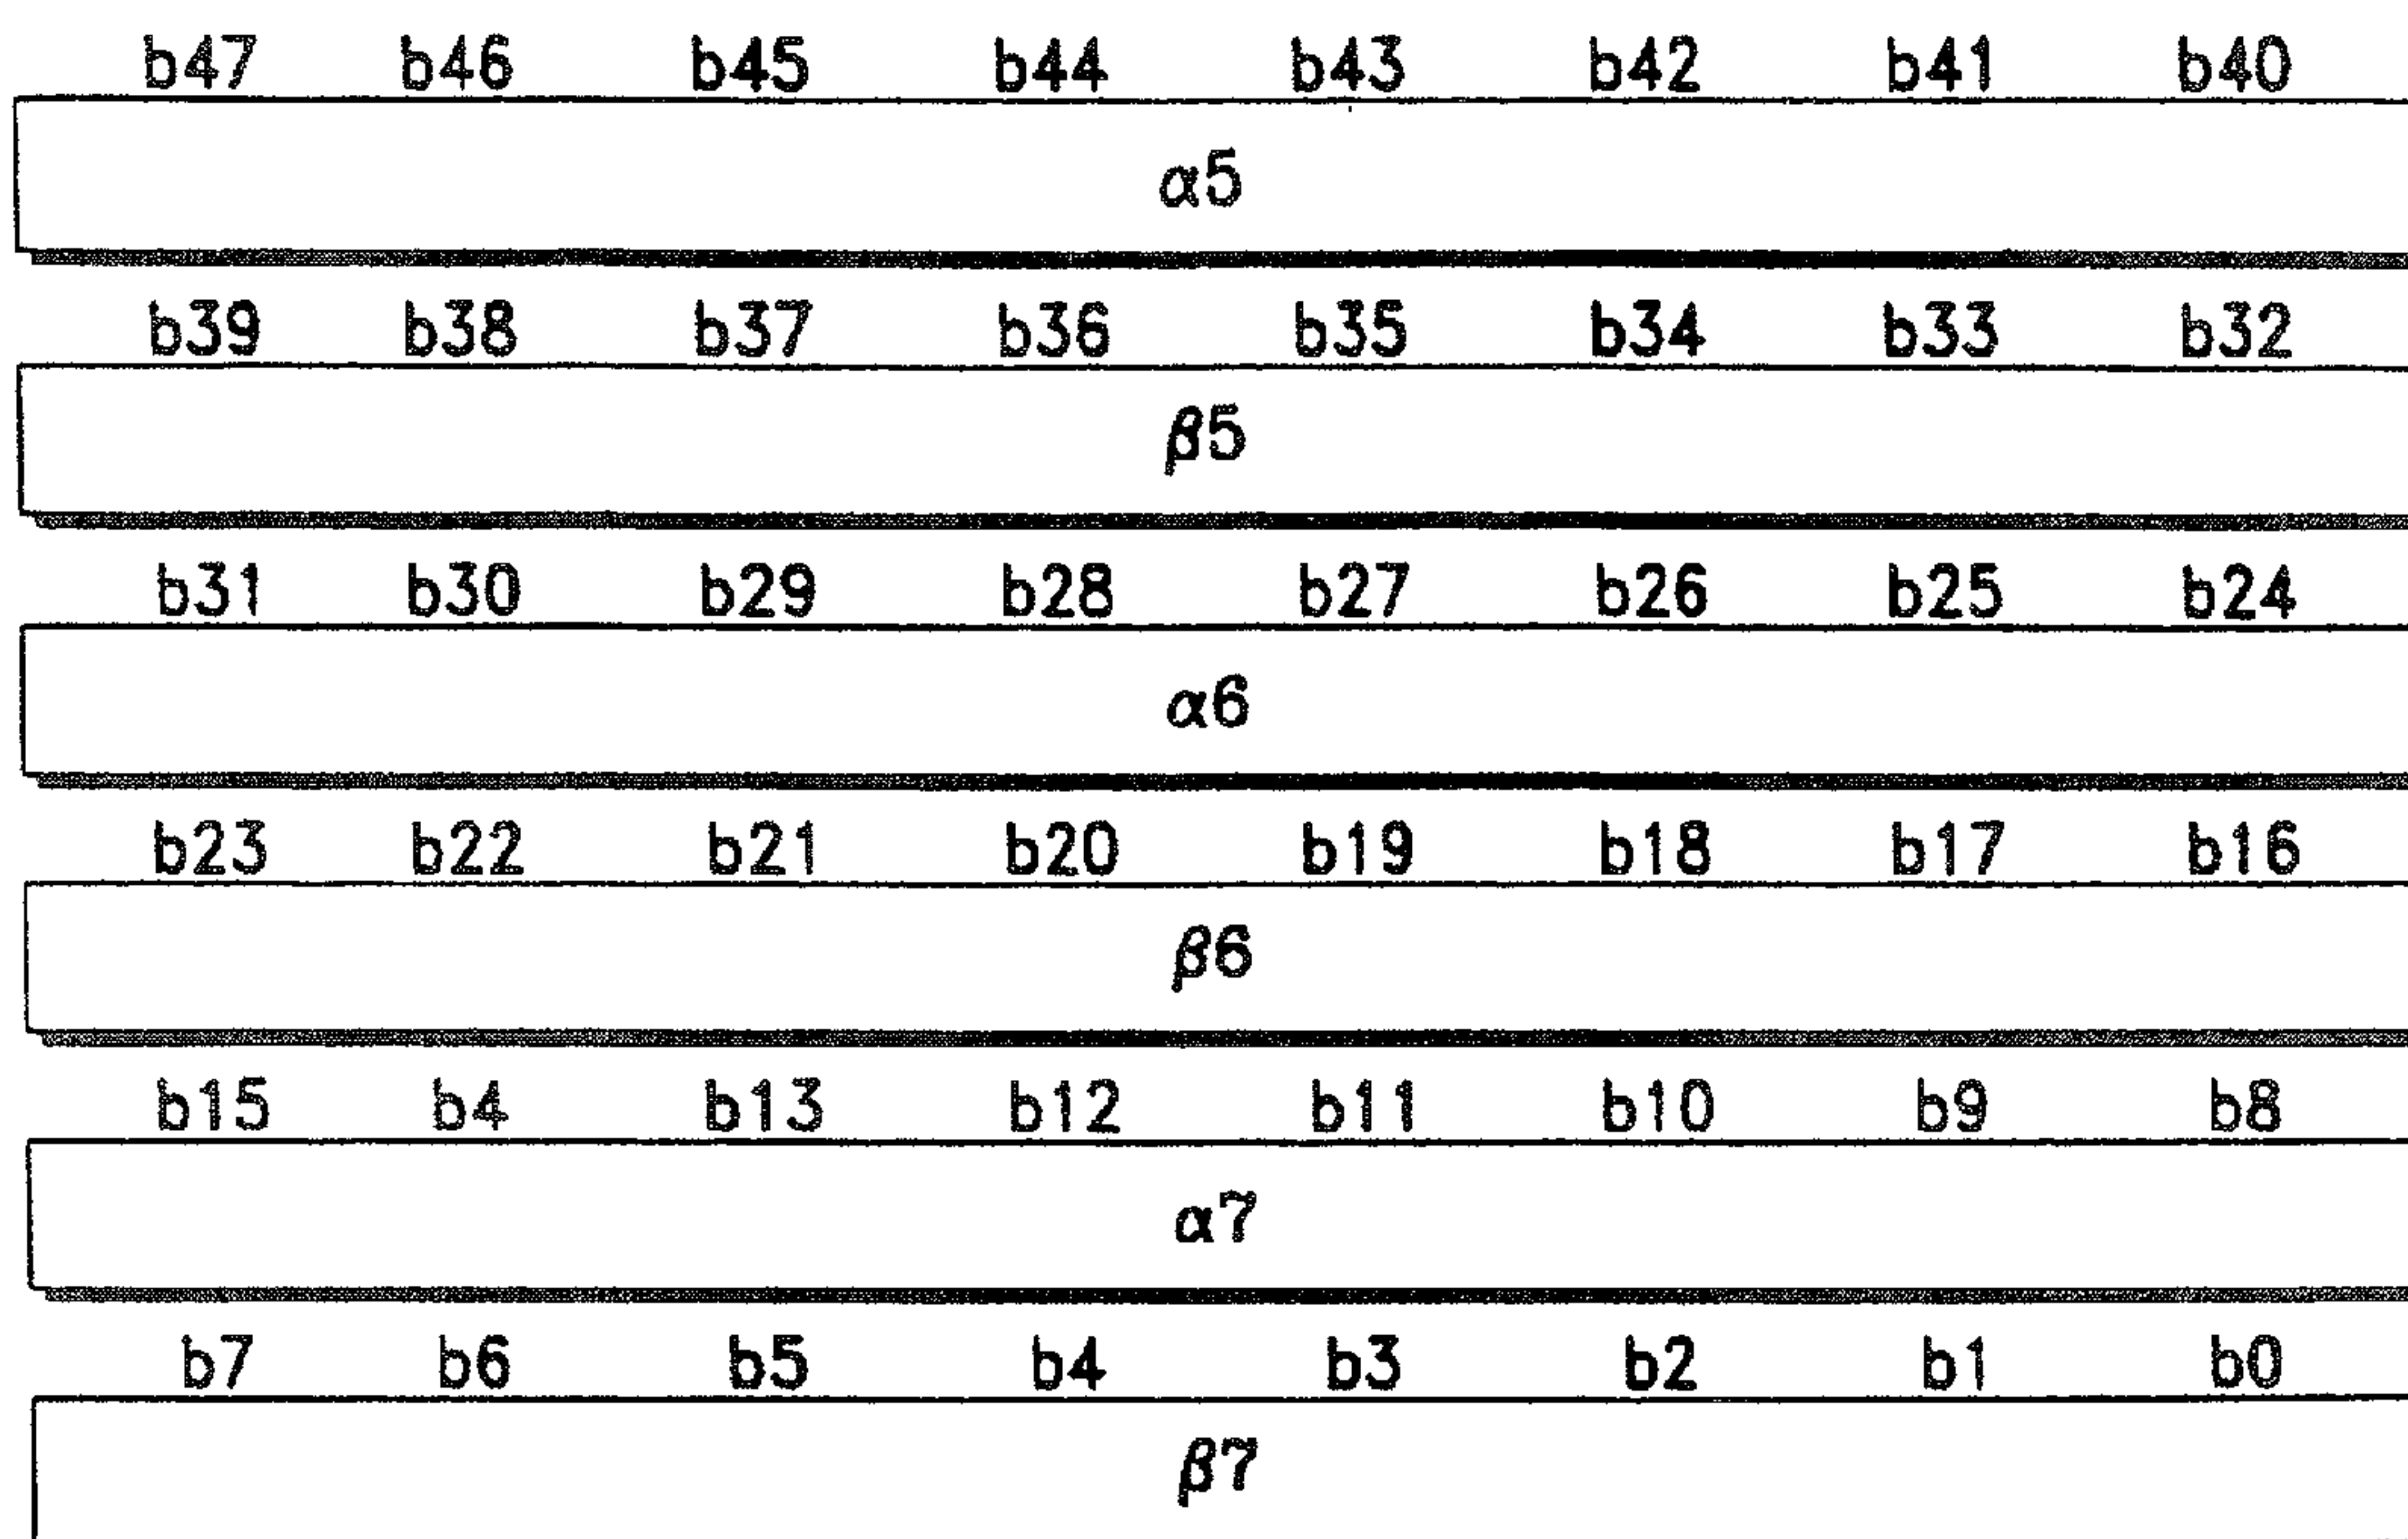 b47 b46 b45 b44 b43 b42 b41 b40
α5
b39 b38 b37 b36 b35 b34 b33 b32
β5
b31 b30 b29 b28 b27 b26 b25 b24
α6
b23 b22 b21 b20 b19 b18 b17 b16
β6
b15 b4 b13 b12 b11 b10 b9 b8
α7
b7 b6 b5 b4 b3 b2 b1 b0
β7